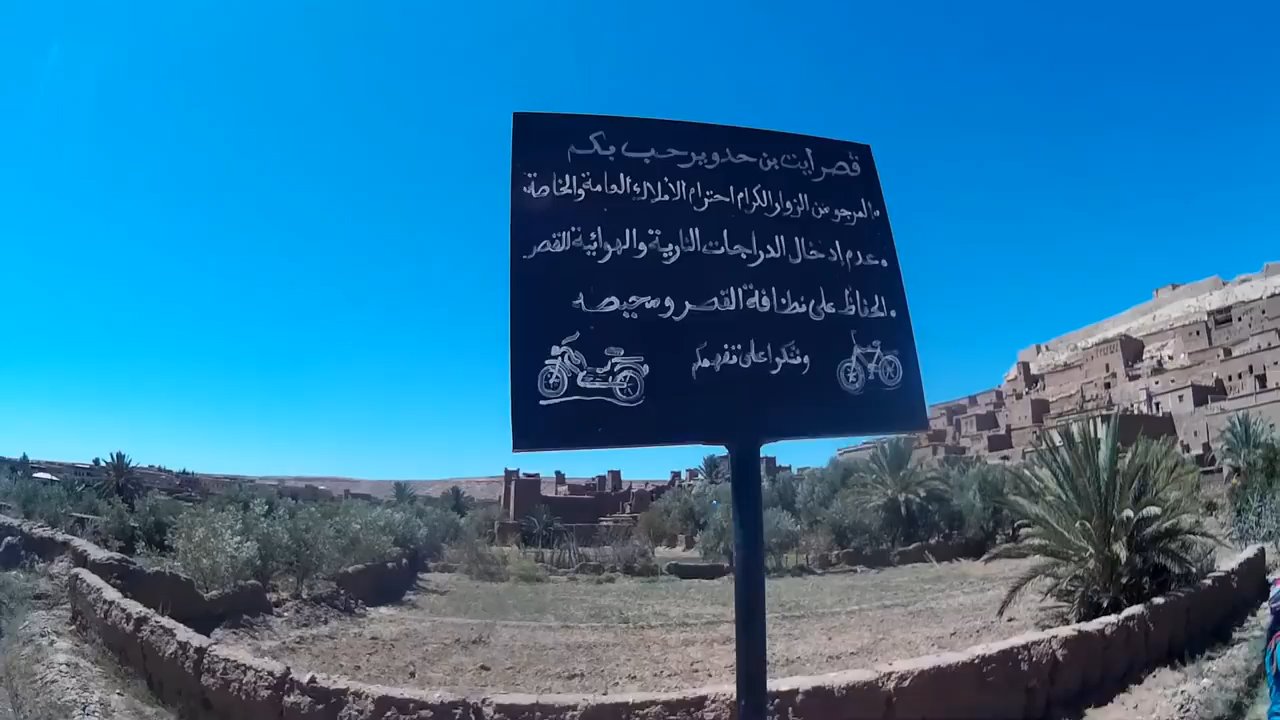 قصر أيت بن حدو يرحب بكم
• المرجو من الزوار الكرام احترام الأملاك العامة والخاصة.
• عدم إدخال الدراجات النارية والهوائية للقصر.
• الحفاظ على نظافة القصر ومحيطه
وشكرا على تفهمكم